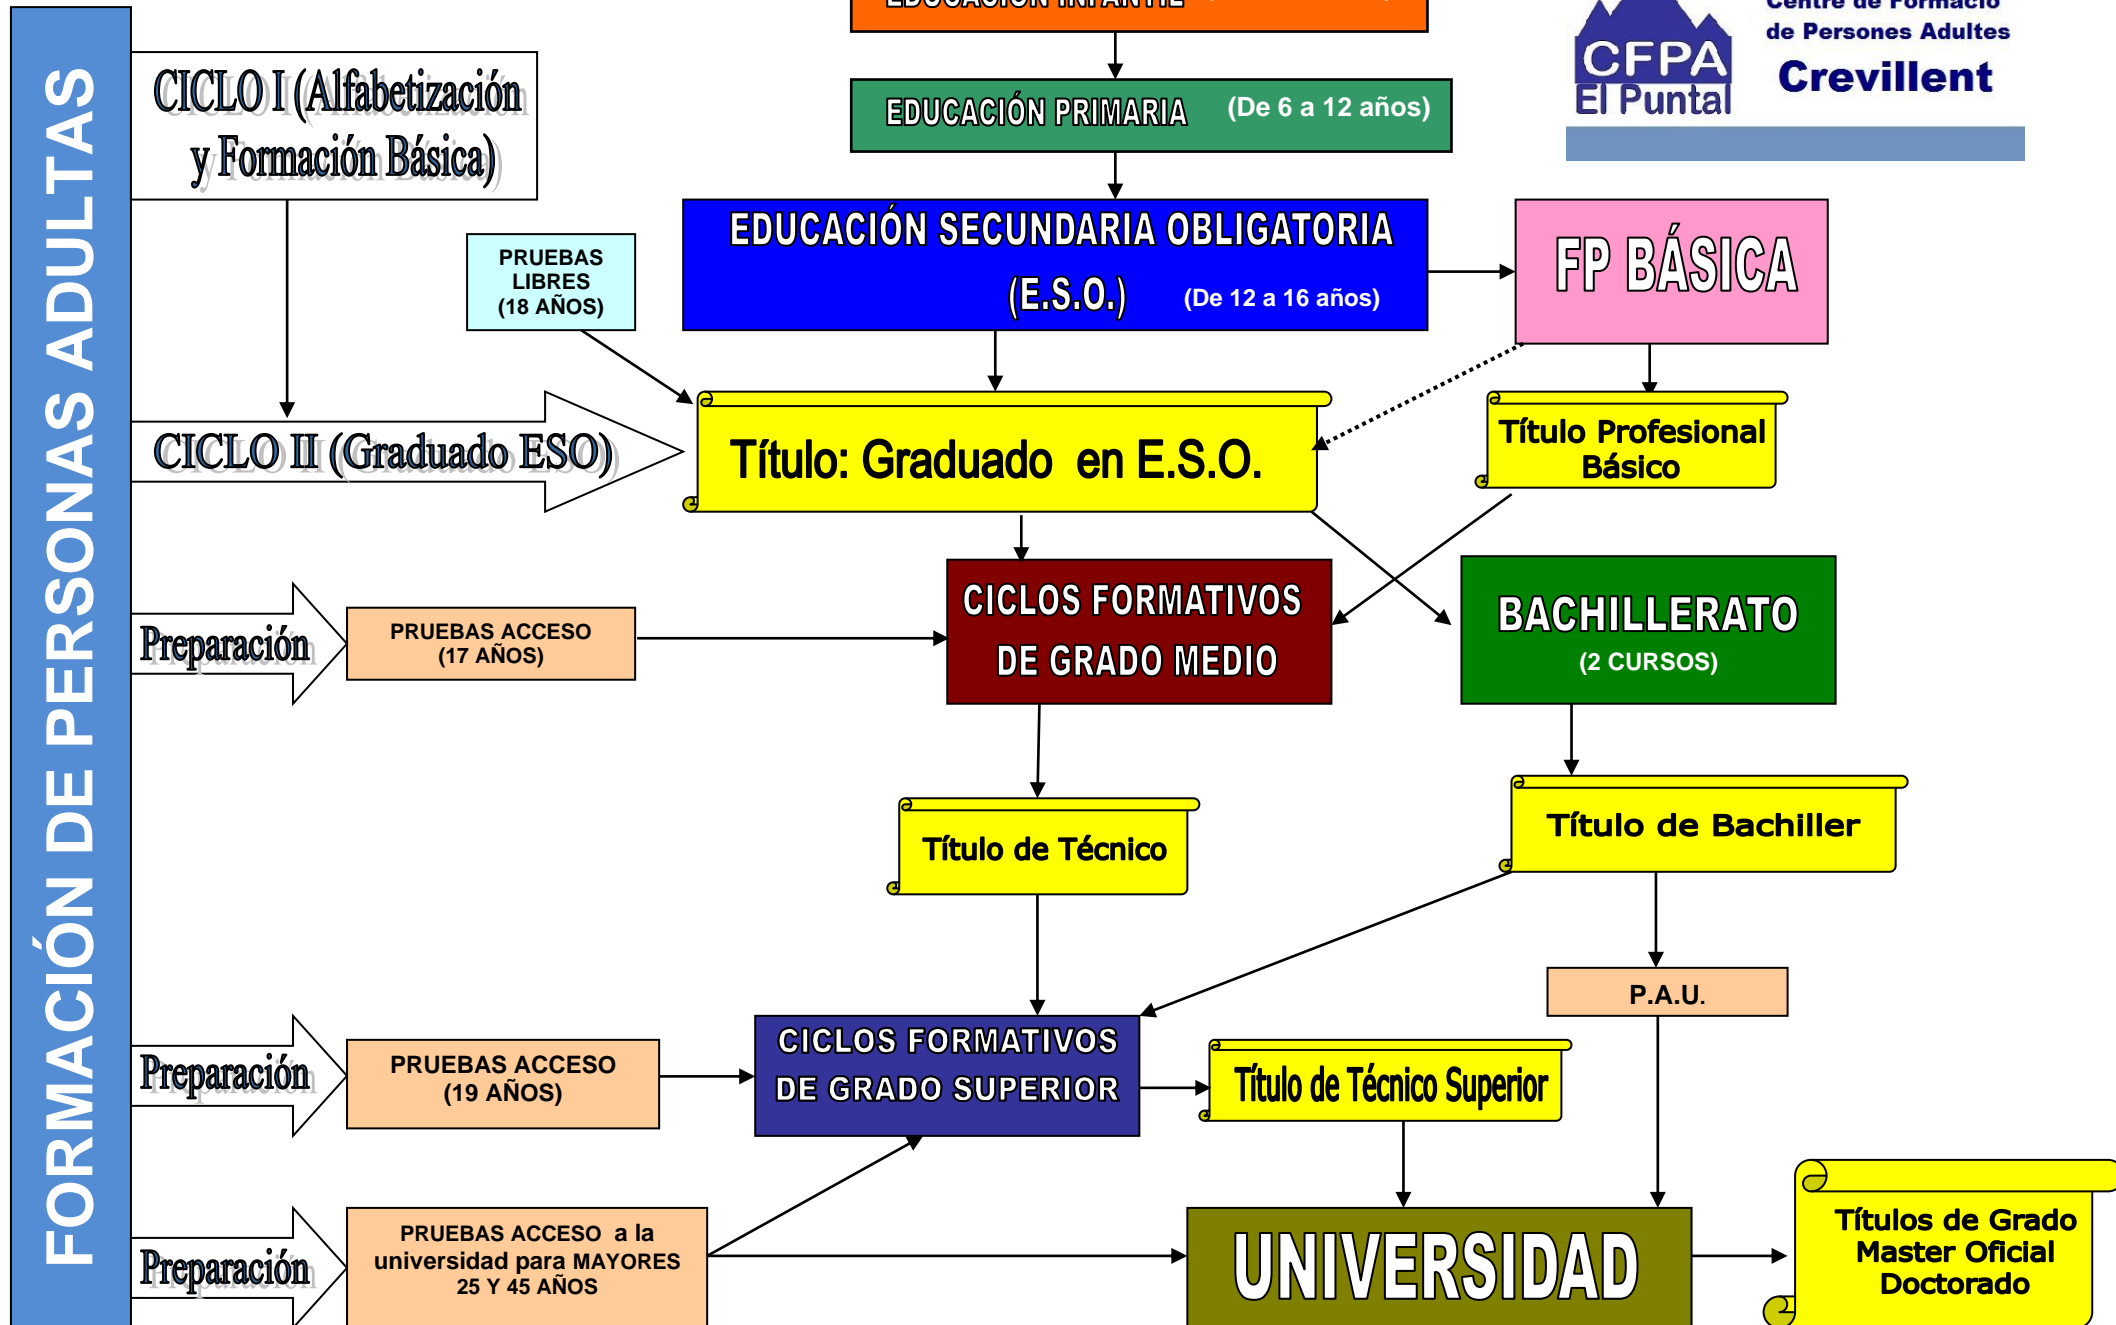 EDUCACIÓN INFANTIL
Centre de Formació
de Persones Adultes
Crevillent
CFPA
El Puntal
FORMACIÓN DE PERSONAS ADULTAS
CICLO I (Alfabetización
y Formación Básica)
EDUCACIÓN PRIMARIA (De 6 a 12 años)
EDUCACIÓN SECUNDARIA OBLIGATORIA
(E.S.O.) (De 12 a 16 años)
FP BÁSICA
PRUEBAS
LIBRES
(18 AÑOS)
CICLO II (Graduado ESO)
Título: Graduado en E.S.O.
Título Profesional
Básico
Preparación
PRUEBAS ACCESO
(17 AÑOS)
CICLOS FORMATIVOS
DE GRADO MEDIO
BACHILLERATO
(2 CURSOS)
Título de Técnico
Título de Bachiller
P.A.U.
Preparación
PRUEBAS ACCESO
(19 AÑOS)
CICLOS FORMATIVOS
DE GRADO SUPERIOR
Título de Técnico Superior
Preparación
PRUEBAS ACCESO a la
universidad para MAYORES
25 Y 45 AÑOS
UNIVERSIDAD
Títulos de Grado
Master Oficial
Doctorado